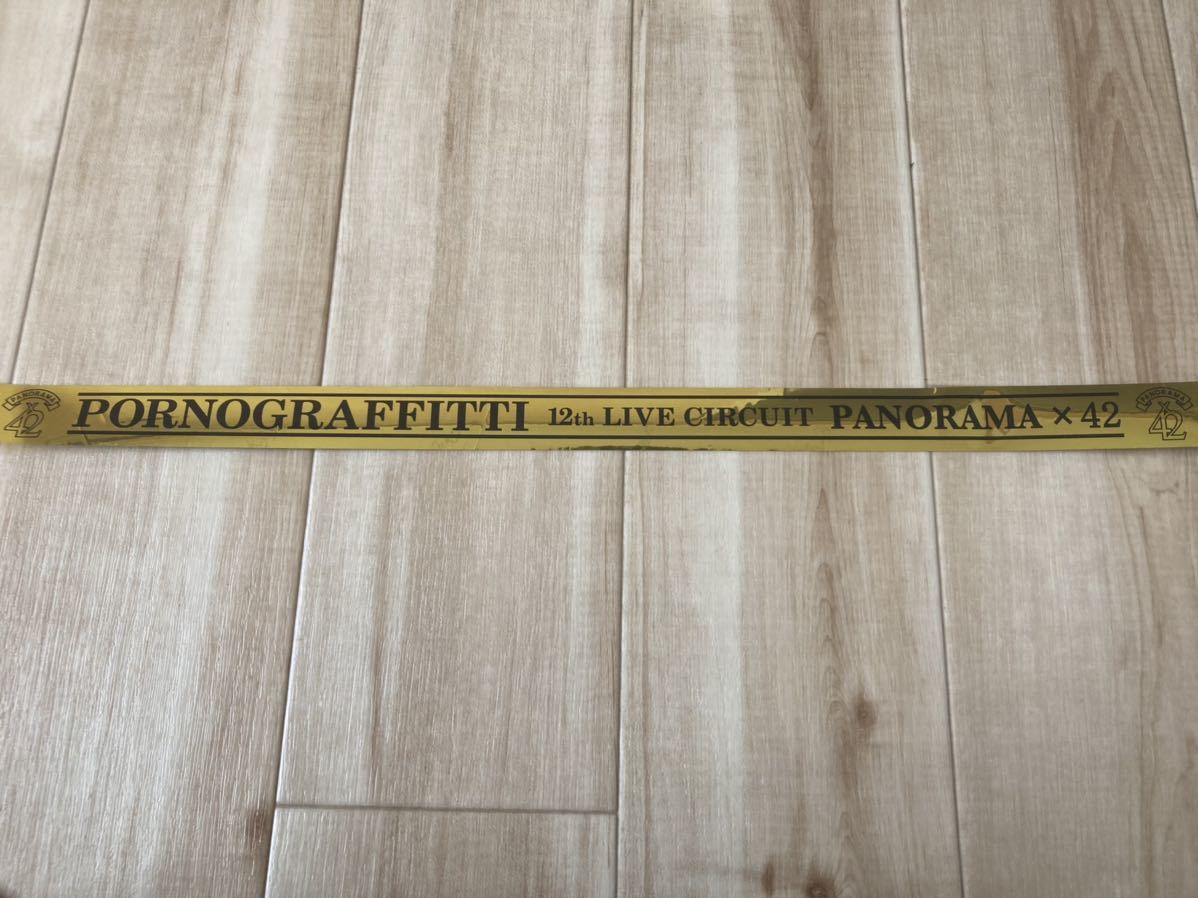 PANORAMA
×42
PORNOGRAFFITTI 12th LIVE CIRCUIT PANORAMA × 42
PANORAMA
×42